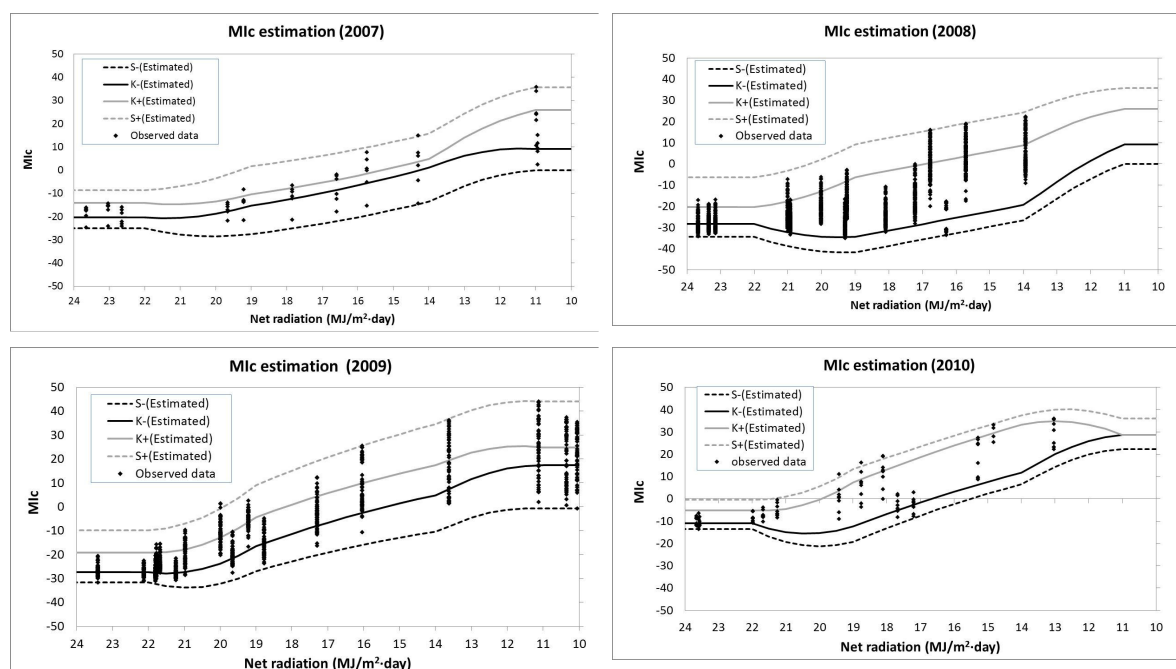 MIc estimation (2007)
50
40
30
20
10
0
-10
-20
-30
-40
-50
MIc
S-(Estimated)
K-(Estimated)
K+(Estimated)
S+(Estimated)
Observed data
24 23 22 21 20 19 18 17 16 15 14 13 12 11 10
Net radiation (MJ/m²·day)
MIc estimation (2008)
50
40
30
20
10
0
-10
-20
-30
-40
-50
MIc
S-(Estimated)
K-(Estimated)
K+(Estimated)
S+(Estimated)
Observed data
24 23 22 21 20 19 18 17 16 15 14 13 12 11 10
Net radiation (MJ/m²·day)
MIc estimation (2009)
50
40
30
20
10
0
-10
-20
-30
-40
-50
MIc
S-(Estimated)
K-(Estimated)
K+(Estimated)
S+(Estimated)
Observed data
24 23 22 21 20 19 18 17 16 15 14 13 12 11 10
Net radiation (MJ/m²·day)
MIc estimation (2010)
50
40
30
20
10
0
-10
-20
-30
-40
-50
MIc
S-(Estimated)
K-(Estimated)
K+(Estimated)
S+(Estimated)
observed data
24 23 22 21 20 19 18 17 16 15 14 13 12 11 10
Net radiation (MJ/m²·day)